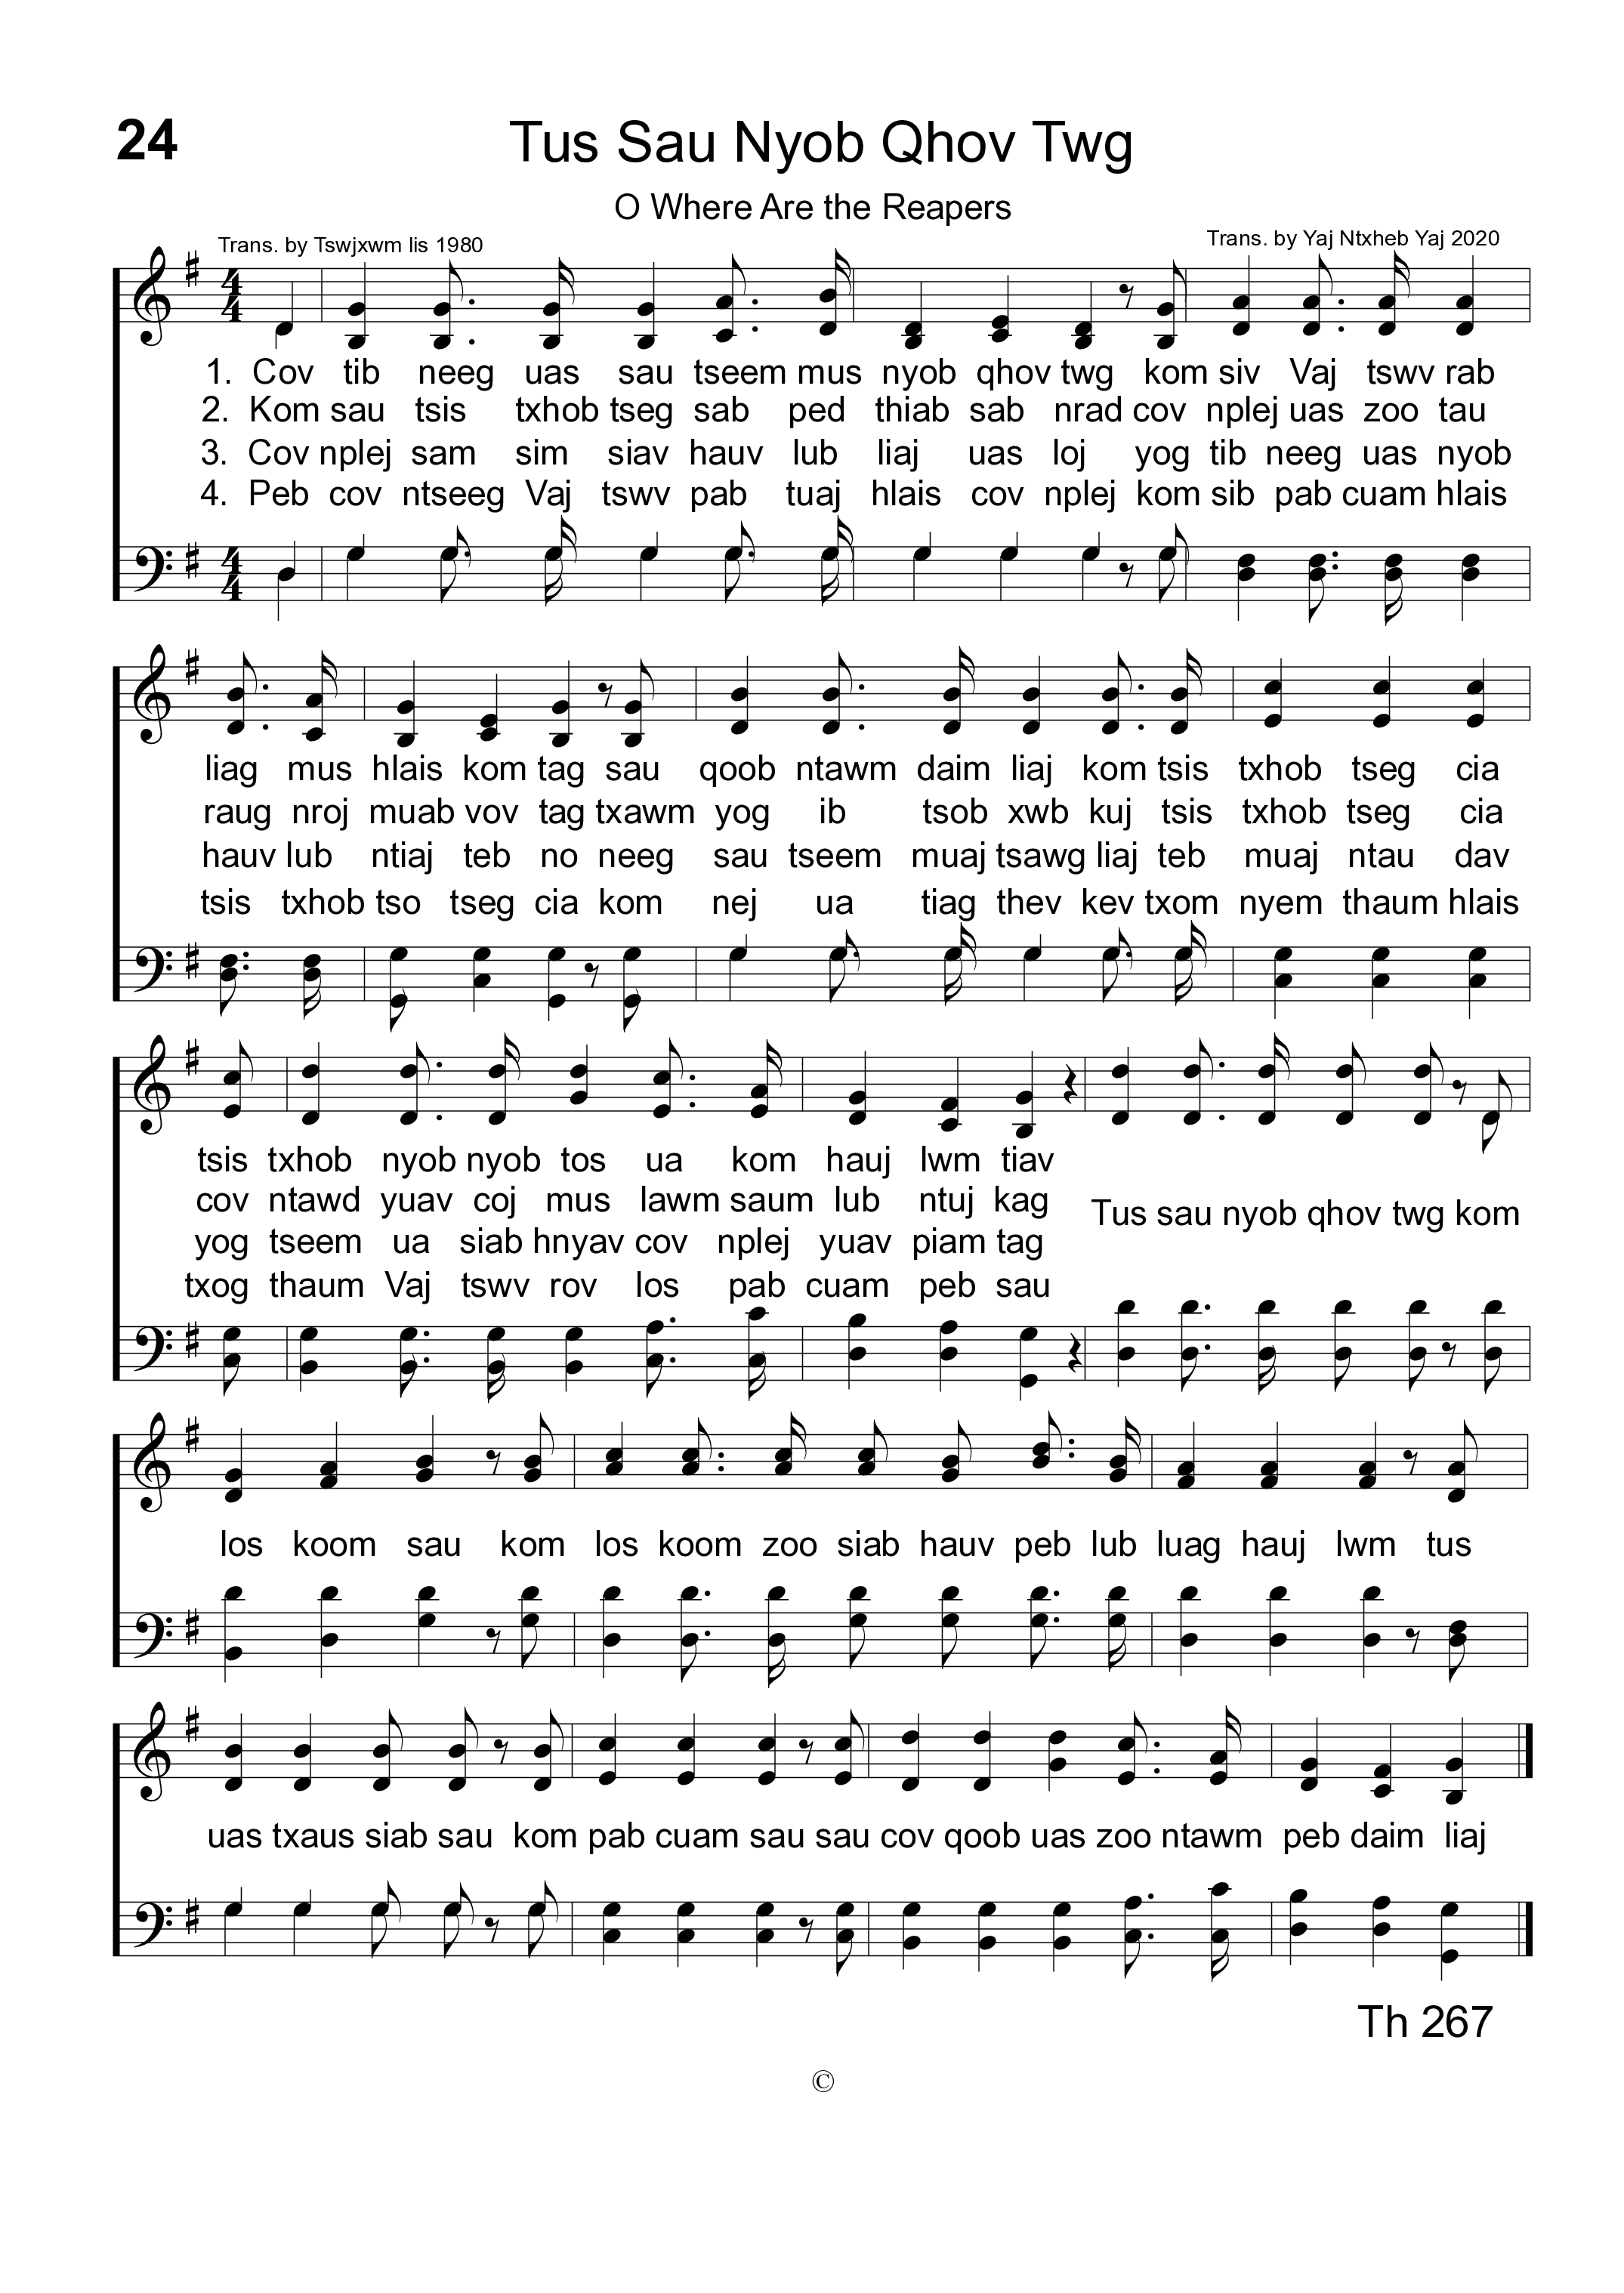 24
Tus Sau Nyob Qhov Twg
O Where Are the Reapers
Trans. by Tswjxwm lis 1980
Trans. by Yaj Ntxheb Yaj 2020
1. Cov tib neeg uas sau tseem mus nyob qhov twg kom siv Vaj tswv rab
2. Kom sau tsis txhob tseg sab ped thiab sab nrad cov nplej uas zoo tau
3. Cov nplej sam sim siav hauv lub liaj uas loj yog tib neeg uas nyob
4. Peb cov ntseeg Vaj tswv pab tuaj hlais cov nplej kom sib pab cuam hlais
liag mus hlais kom tag sau qoob ntawm daim liaj kom tsis txhob tseg cia
raug nroj muab vov tag txawm yog ib tsob xwb kuj tsis txhob tseg cia
hauv lub ntiaj teb no neeg sau tseem muaj tsawg liaj teb muaj ntau dav
tsis txhob tso tseg cia kom nej ua tiag thev kev txom nyem thaum hlais
tsis txhob nyob nyob tos ua kom hauj lwm tiav
cov ntawd yuav coj mus lawm saum lub ntuj kag
yog tseem ua siab hnyav cov nplej yuav piam tag
txog thaum Vaj tswv rov los pab cuam peb sau
Tus sau nyob qhov twg kom
los koom sau kom los koom zoo siab hauv peb lub luag hauj lwm tus
uas txaus siab sau kom pab cuam sau sau cov qoob uas zoo ntawm peb daim liaj
Th 267
©